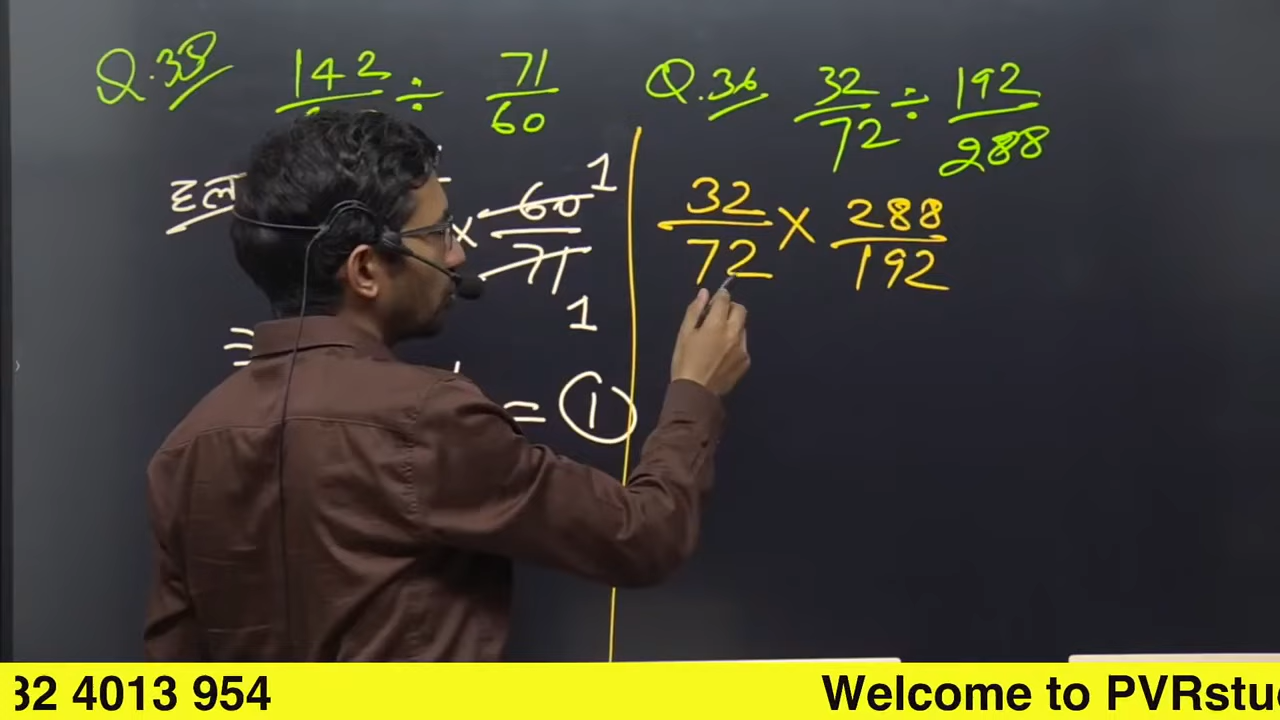 Q.35 142 ÷ 71/60
हल × 60/71 1 1
=
= 1
Q.36 32/72 ÷ 192/288
32/72 × 288/192
32 4013 954
Welcome to PVRstu